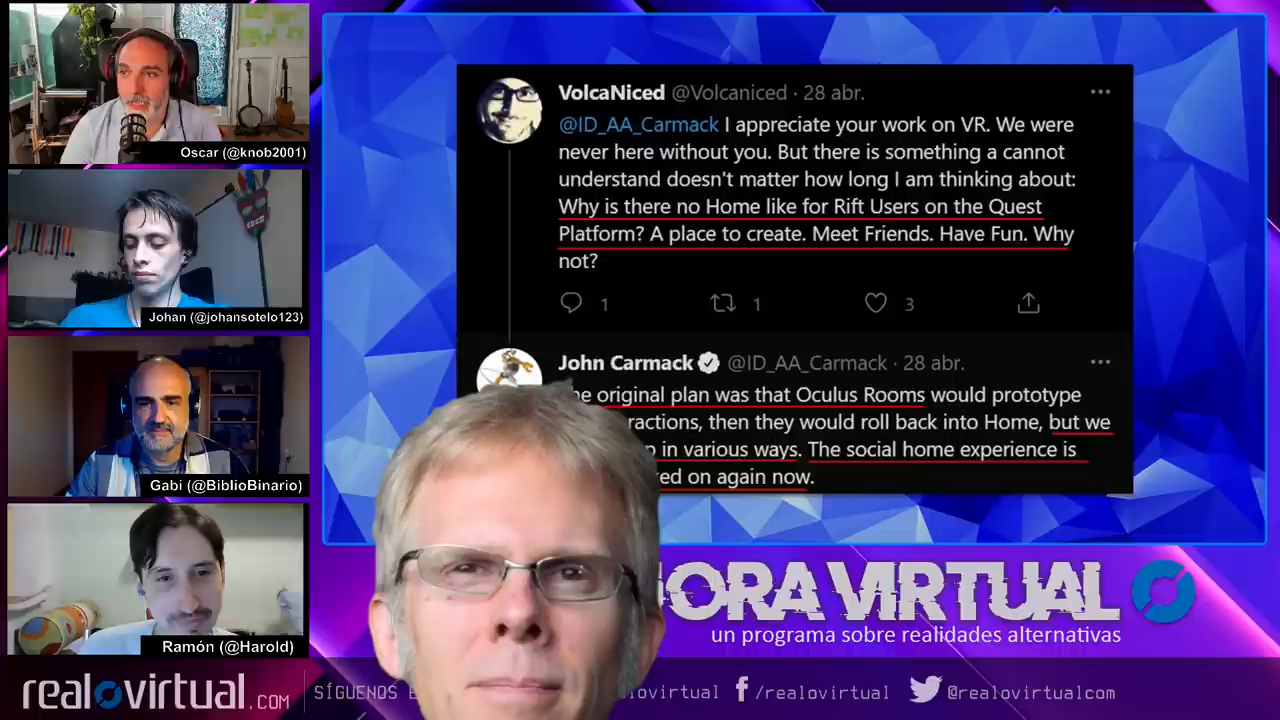 Oscar (@knob2001)
Johan (@johansotelo123)
Gabi (@BiblioBinario)
Ramón (@Harold)
VolcaNiced @Volcaniced · 28 abr.
@ID_AA_Carmack I appreciate your work on VR. We were
never here without you. But there is something a cannot
understand doesn't matter how long I am thinking about:
Why is there no Home like for Rift Users on the Quest
Platform? A place to create. Meet Friends. Have Fun. Why
not?
1 1 3
John Carmack @ID_AA_Carmack · 28 abr.
original plan was that Oculus Rooms would prototype
then they would roll back into Home, but we
in various ways. The social home experience is
on again now.
VIRTUAL
un programa sobre realidades alternativas
realovirtual.com
SÍGUENOS
/realovirtual
@realovirtual